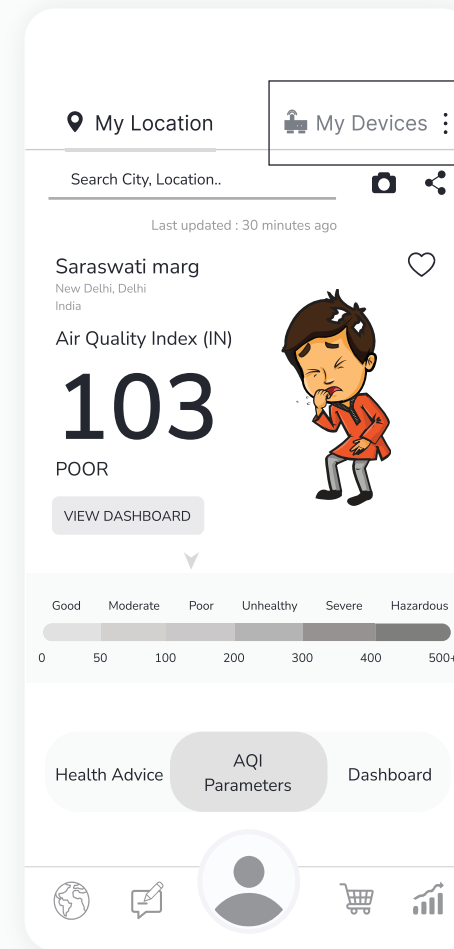 My Location
My Devices
Search City, Location..
Last updated : 30 minutes ago
Saraswati marg
New Delhi, Delhi
India
Air Quality Index (IN)
103
POOR
VIEW DASHBOARD
Good Moderate Poor Unhealthy Severe Hazardous
0 50 100 200 300 400 500+
Health Advice
AQI
Parameters
Dashboard